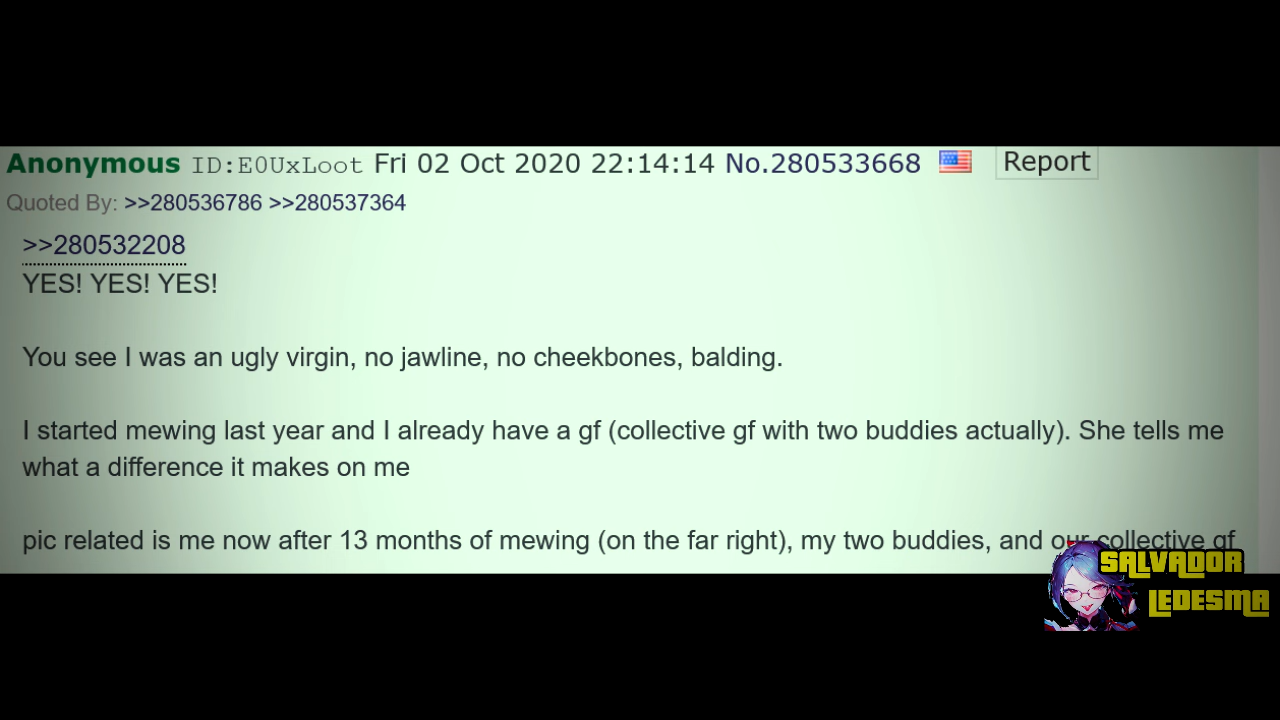 Anonymous ID:E0UxLoot Fri 02 Oct 2020 22:14:14 No.280533668 Report
Quoted By: >>280536786 >>280537364
>>280532208
YES! YES! YES!
You see I was an ugly virgin, no jawline, no cheekbones, balding.
I started mewing last year and I already have a gf (collective gf with two buddies actually). She tells me
what a difference it makes on me
pic related is me now after 13 months of mewing (on the far right), my two buddies, and our collective gf
SALVADOR
LEDESMA